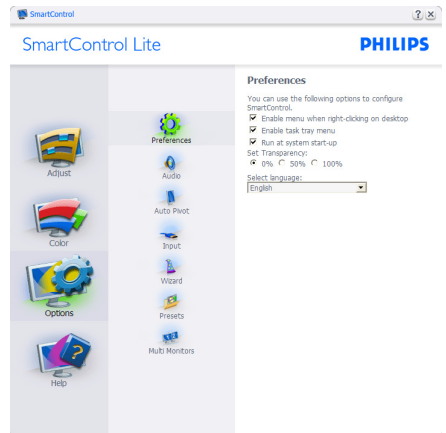 SmartControl
SmartControl Lite
PHILIPS
Adjust
Color
Options
Help
Preferences
Audio
Auto Pivot
Input
Wizard
Presets
Multi Monitors
Preferences
You can use the following options to configure
SmartControl.
Enable menu when right-clicking on desktop
Enable task tray menu
Run at system start-up
Set Transparency:
0% 50% 100%
Select language:
English